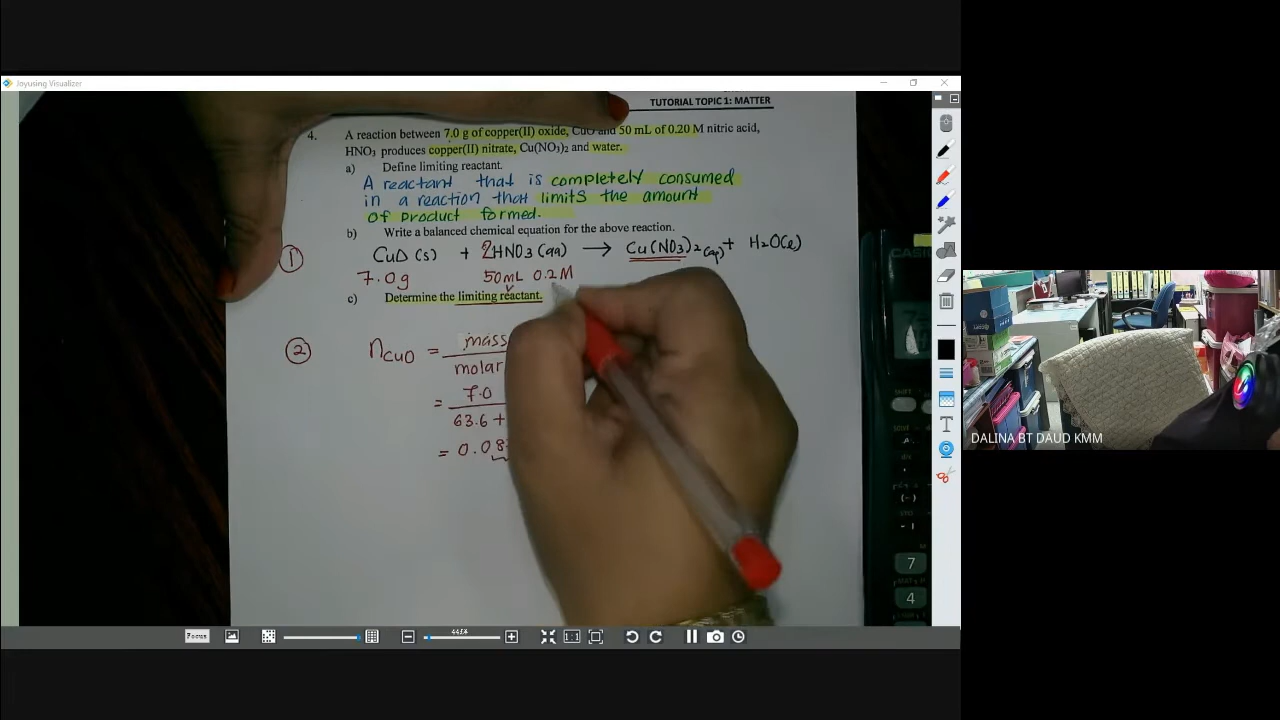 Joyusing Visualizer
TUTORIAL TOPIC 1: MATTER
4. A reaction between 7.0 g of copper(II) oxide, CuO and 50 mL of 0.20 M nitric acid,
HNO₃ produces copper(II) nitrate, Cu(NO₃)₂ and water.
a) Define limiting reactant.
A reactant that is completely consumed
in a reaction that limits the amount
of product formed.
b) Write a balanced chemical equation for the above reaction.
① CuO (s) + 2HNO₃ (aq) → Cu(NO₃)₂ (aq) + H₂O(l)
7.0g 50mL 0.2M
c) Determine the limiting reactant.
② nCuO = mass
molar
= 7.0
63.6 +
= 0.08
CASIO
7
4
Focus
1:1
DALINA BT DAUD KMM